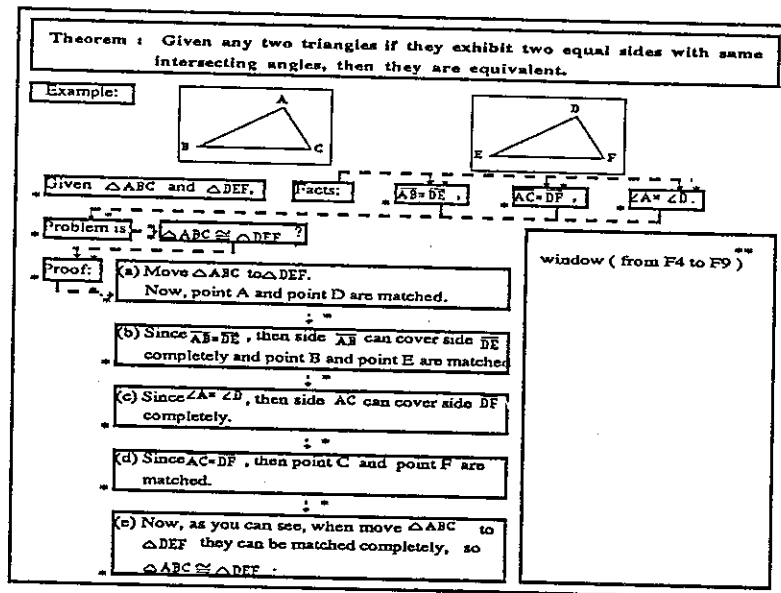 Theorem : Given any two triangles if they exhibit two equal sides with same
intersecting angles, then they are equivalent.
Example:
A
B
C
D
E
F
* Given △ABC and △DEF,
Facts:
* AB=DE ,
* AC=DF ,
* ∠A= ∠D.
* Problem is:
△ABC ≅ △DEF ?
* Proof:
(a) Move △ABC to△DEF.
Now, point A and point D are matched.
(b) Since AB=DE , then side AB can cover side DE
completely and point B and point E are matched
(c) Since ∠A= ∠D, then side AC can cover side DF
completely.
(d) Since AC=DF , then point C and point F are
matched.
(e) Now, as you can see, when move △ABC to
△DEF they can be matched completely, so
△ABC ≅ △DEF .
window ( from F4 to F9 )**